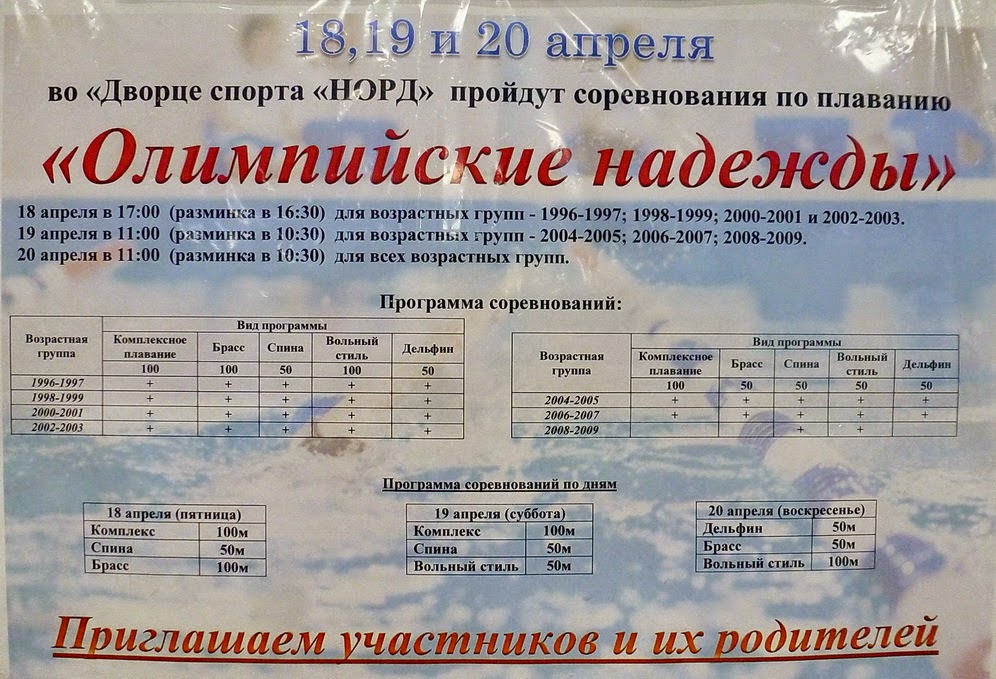 18,19 и 20 апреля
во «Дворце спорта «НОРД» пройдут соревнования по плаванию
«Олимпийские надежды»
18 апреля в 17:00 (разминка в 16:30) для возрастных групп - 1996-1997; 1998-1999; 2000-2001 и 2002-2003.
19 апреля в 11:00 (разминка в 10:30) для возрастных групп - 2004-2005; 2006-2007; 2008-2009.
20 апреля в 11:00 (разминка в 10:30) для всех возрастных групп.
Программа соревнований:
Возрастная группа Вид программы
Комплексное плавание Брасс Спина Вольный стиль Дельфин
100 100 50 100 50
1996-1997 + + + + +
1998-1999 + + + + +
2000-2001 + + + + +
2002-2003 + + + + +
Возрастная группа Вид программы
Комплексное плавание Брасс Спина Вольный стиль Дельфин
100 50 50 50 50
2004-2005 + + + + +
2006-2007 + + + + +
2008-2009 + +
Программа соревнований по дням
18 апреля (пятница)
Комплекс 100м
Спина 50м
Брасс 100м
19 апреля (суббота)
Комплекс 100м
Спина 50м
Вольный стиль 50м
20 апреля (воскресенье)
Дельфин 50м
Брасс 50м
Вольный стиль 100м
Приглашаем участников и их родителей